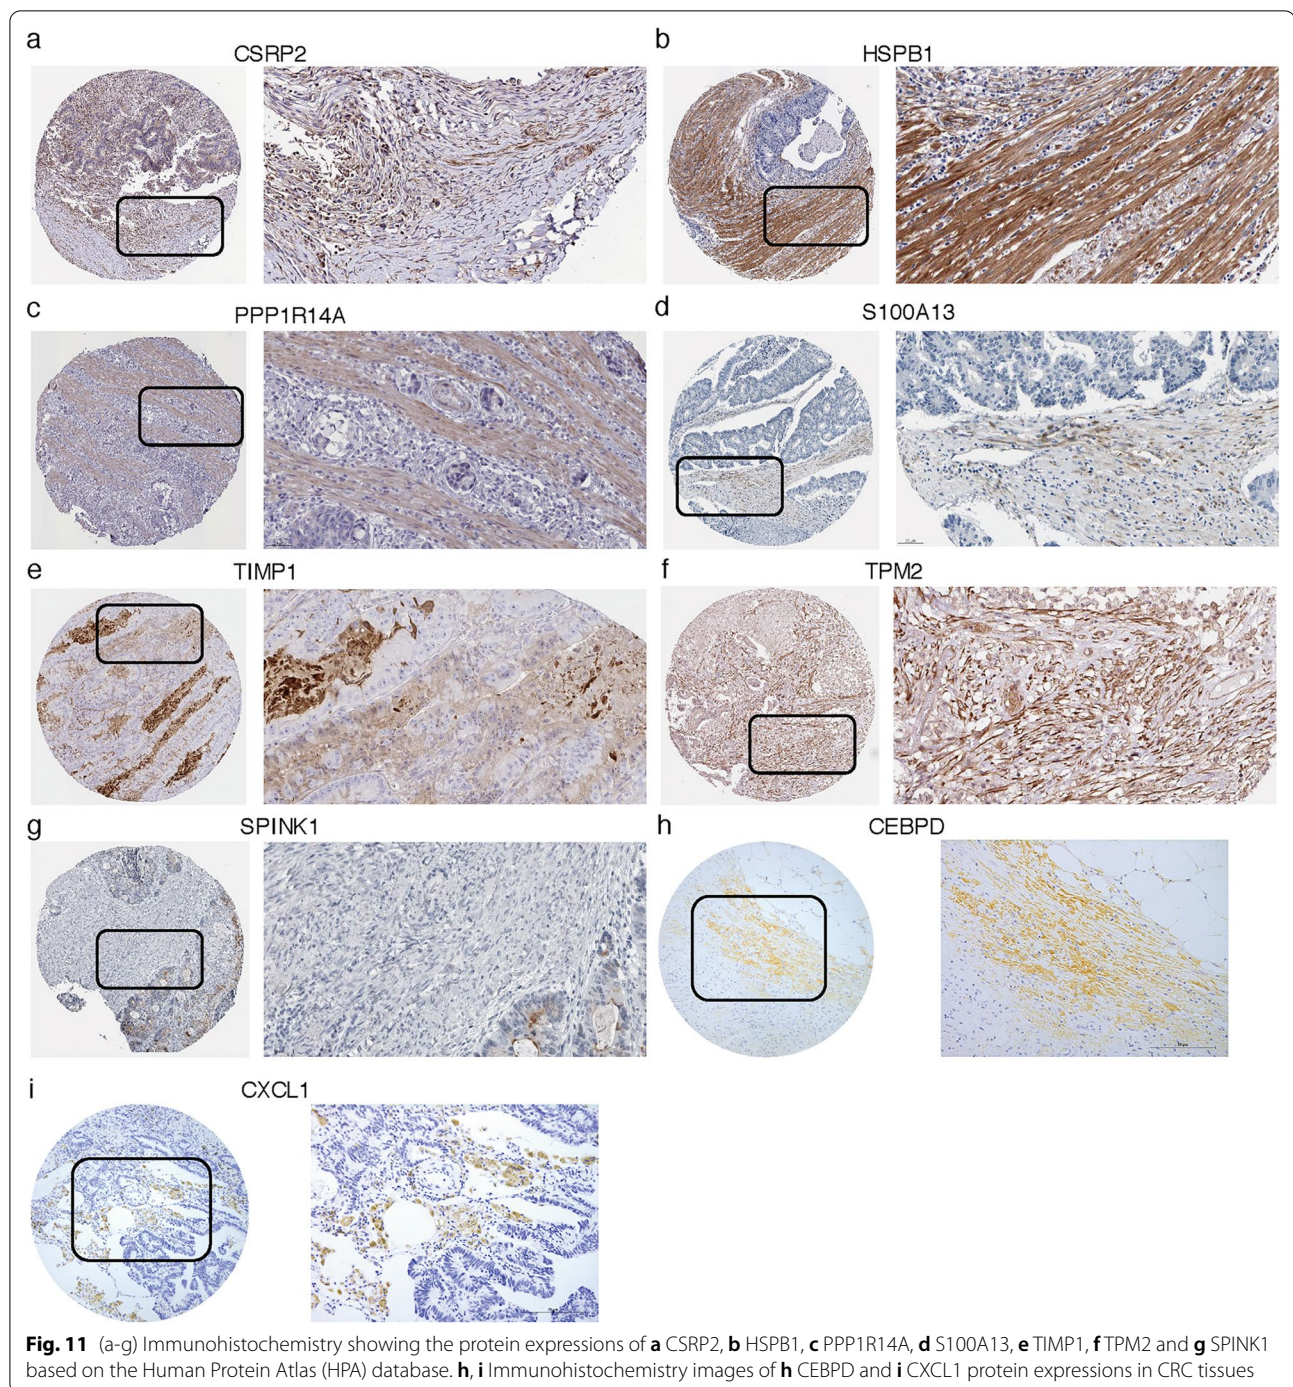 a
CSRP2
b
HSPB1
c
PPP1R14A
d
S100A13
e
TIMP1
f
TPM2
g
SPINK1
h
CEBPD
i
CXCL1
Fig. 11 (a-g) Immunohistochemistry showing the protein expressions of a CSRP2, b HSPB1, c PPP1R14A, d S100A13, e TIMP1, f TPM2 and g SPINK1
based on the Human Protein Atlas (HPA) database. h, i Immunohistochemistry images of h CEBPD and i CXCL1 protein expressions in CRC tissues